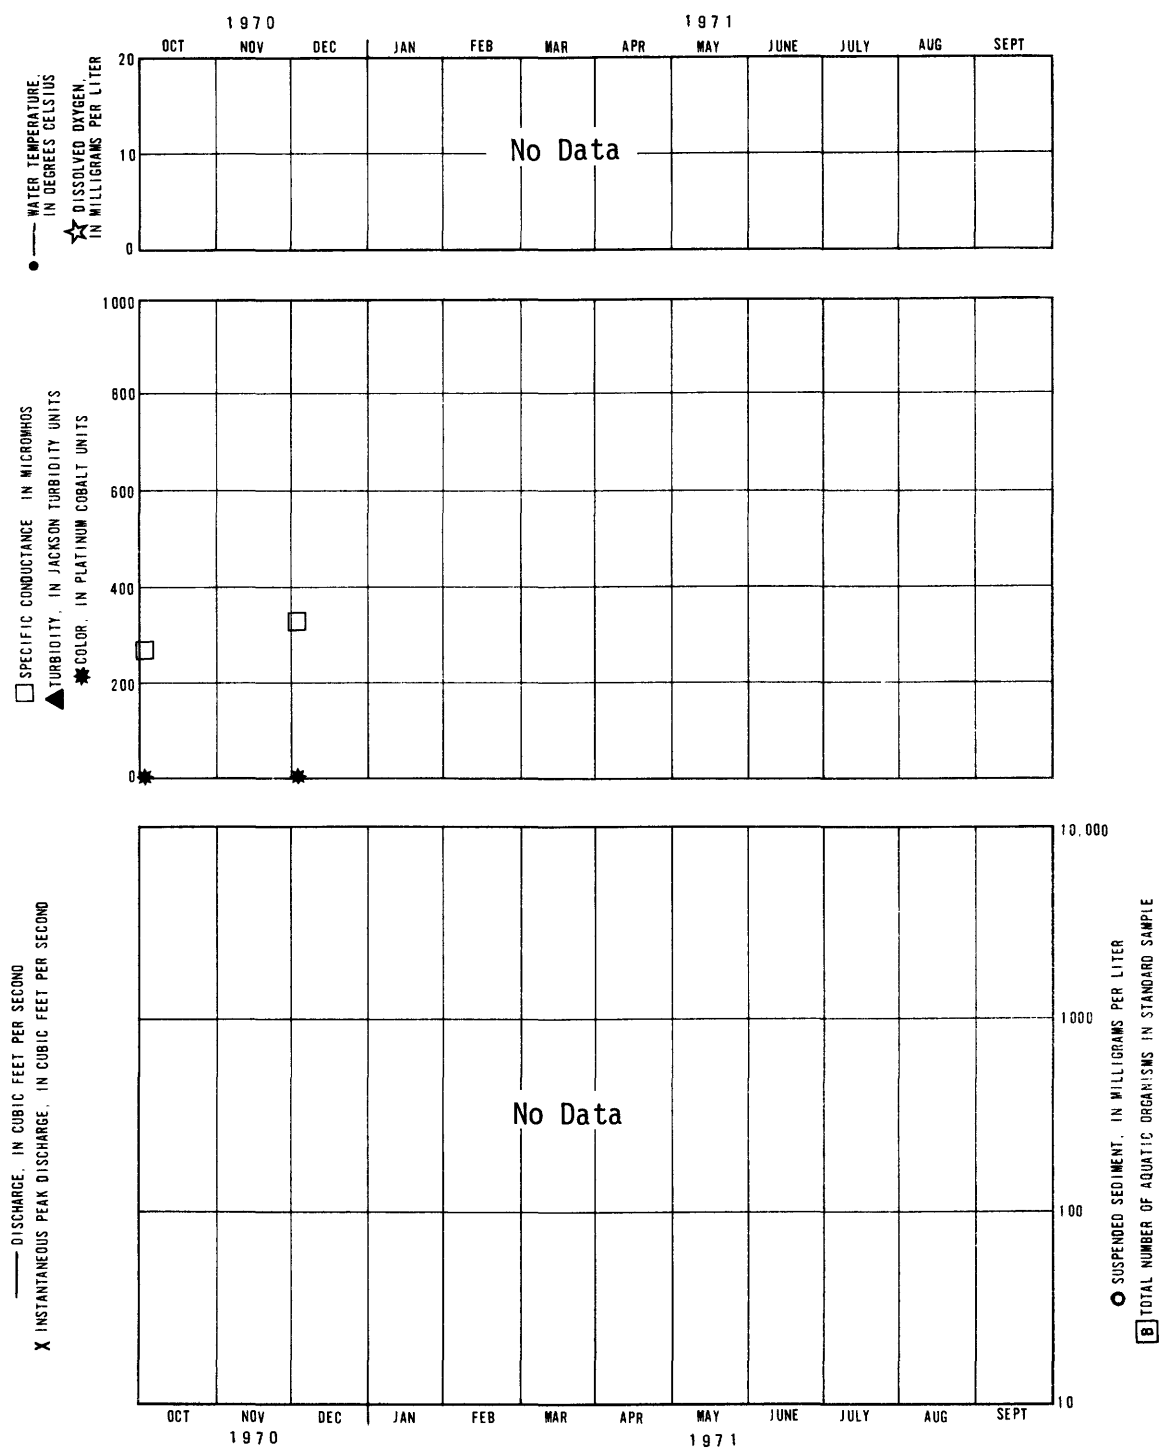 1970 1971
OCT NOV DEC JAN FEB MAR APR MAY JUNE JULY AUG SEPT
WATER TEMPERATURE,
IN DEGREES CELSIUS
DISSOLVED OXYGEN,
IN MILLIGRAMS PER LITER
20
10
0
No Data
SPECIFIC CONDUCTANCE IN MICROMHOS
TURBIDITY, IN JACKSON TURBIDITY UNITS
COLOR, IN PLATINUM COBALT UNITS
1000
800
600
400
200
0
DISCHARGE, IN CUBIC FEET PER SECOND
X INSTANTANEOUS PEAK DISCHARGE, IN CUBIC FEET PER SECOND
No Data
10,000
1000
100
10
SUSPENDED SEDIMENT, IN MILLIGRAMS PER LITER
B TOTAL NUMBER OF AQUATIC ORGANISMS IN STANDARD SAMPLE
OCT NOV DEC JAN FEB MAR APR MAY JUNE JULY AUG SEPT
1970 1971